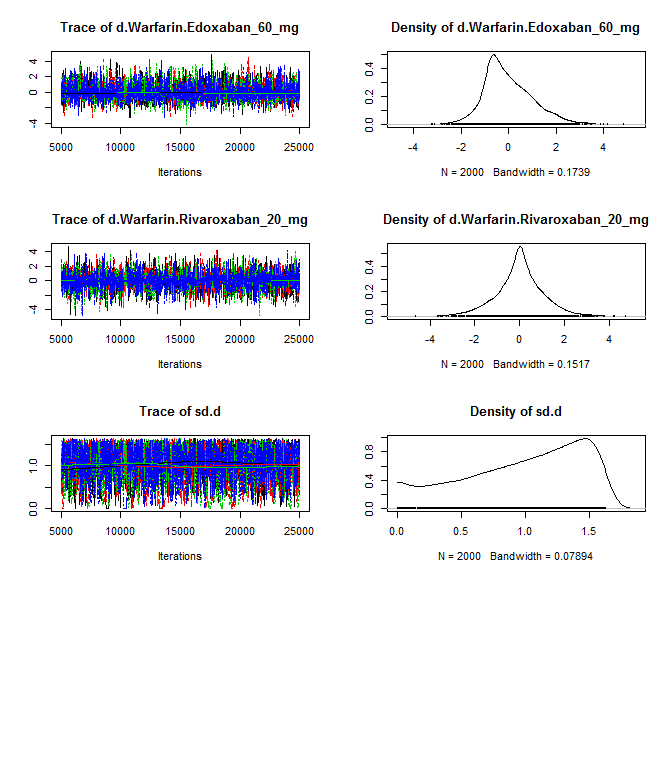 Trace of d.Warfarin.Edoxaban_60_mg
-4
0
2
4
5000 10000 15000 20000 25000
Iterations
Density of d.Warfarin.Edoxaban_60_mg
0.0
0.2
0.4
-4 -2 0 2 4
N = 2000 Bandwidth = 0.1739
Trace of d.Warfarin.Rivaroxaban_20_mg
-4
0
2
4
5000 10000 15000 20000 25000
Iterations
Density of d.Warfarin.Rivaroxaban_20_mg
0.0
0.2
0.4
-4 -2 0 2 4
N = 2000 Bandwidth = 0.1517
Trace of sd.d
0.0
1.0
5000 10000 15000 20000 25000
Iterations
Density of sd.d
0.0
0.4
0.8
0.0 0.5 1.0 1.5
N = 2000 Bandwidth = 0.07894